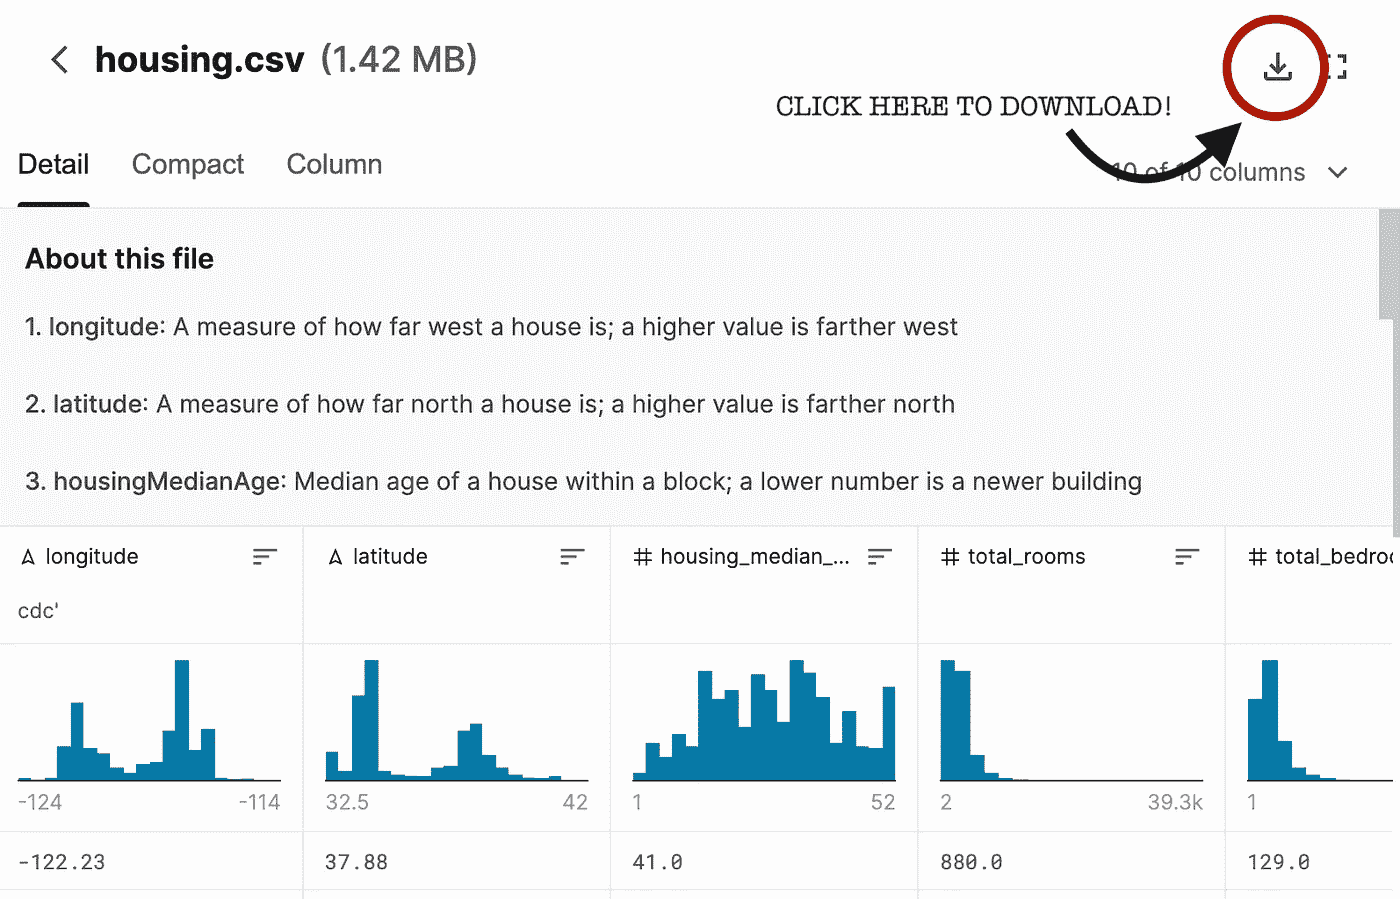 housing.csv (1.42 MB)
CLICK HERE TO DOWNLOAD!
Detail Compact Column
10 of 10 columns
About this file
1. longitude: A measure of how far west a house is; a higher value is farther west
2. latitude: A measure of how far north a house is; a higher value is farther north
3. housingMedianAge: Median age of a house within a block; a lower number is a newer building
longitude latitude # housing_median_... # total_rooms # total_bedroo
cdc'
-124 -114 32.5 42 1 52 2 39.3k 1
-122.23 37.88 41.0 880.0 129.0